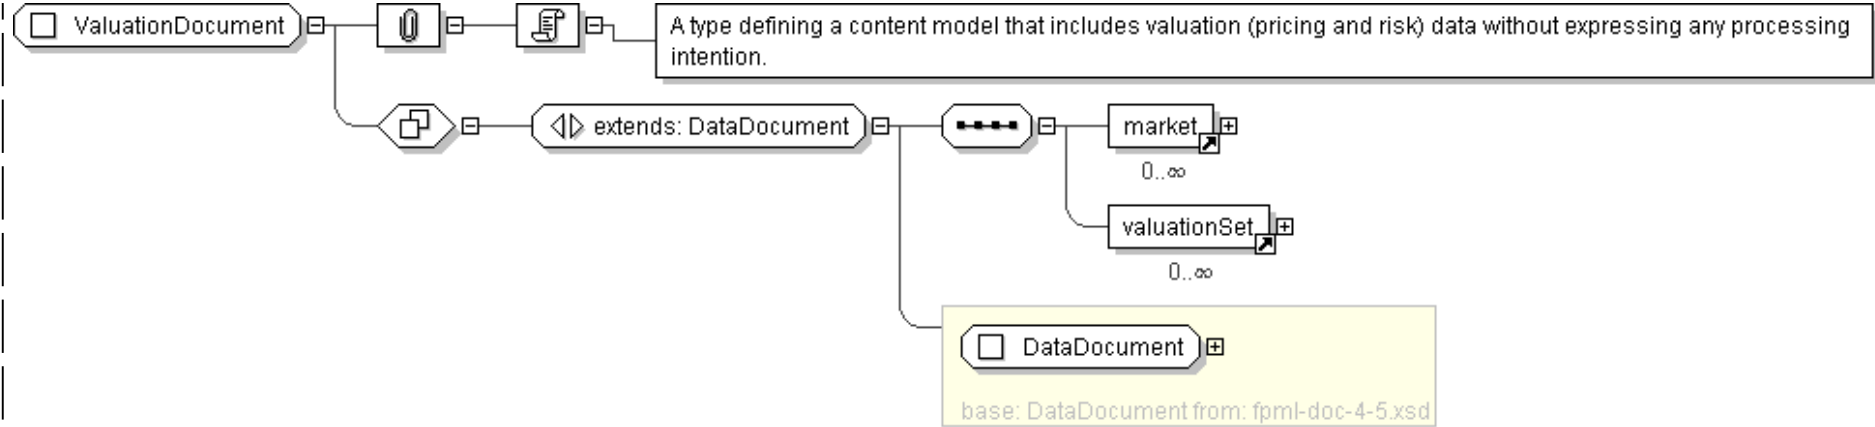 ValuationDocument
A type defining a content model that includes valuation (pricing and risk) data without expressing any processing
intention.
extends: DataDocument
market
0..∞
valuationSet
0..∞
DataDocument
base: DataDocument from: fpml-doc-4-5.xsd